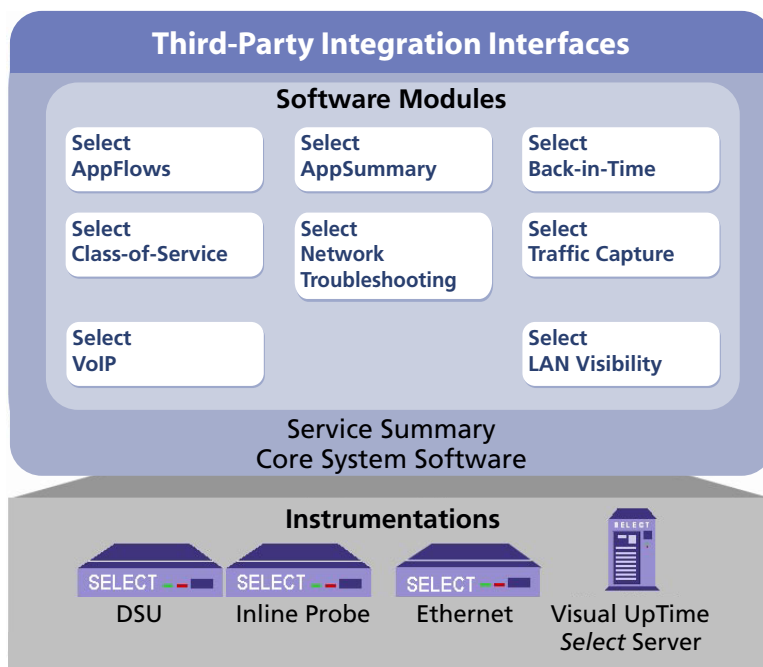 Third-Party Integration Interfaces
Software Modules
Select
AppFlows
Select
AppSummary
Select
Back-in-Time
Select
Class-of-Service
Select
Network
Troubleshooting
Select
Traffic Capture
Select
VoIP
Select
LAN Visibility
Service Summary
Core System Software
Instrumentations
SELECT
SELECT
SELECT
SELECT
DSU
Inline Probe
Ethernet
Visual UpTime
Select Server